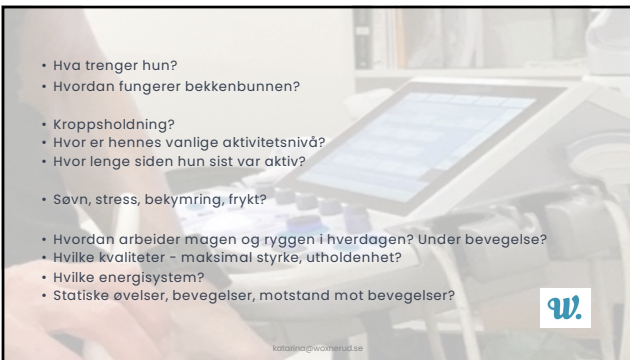 • Hva trenger hun?
• Hvordan fungerer bekkenbunnen?
• Kroppsholdning?
• Hvor er hennes vanlige aktivitetsnivå?
• Hvor lenge siden hun sist var aktiv?
• Søvn, stress, bekymring, frykt?
• Hvordan arbeider magen og ryggen i hverdagen? Under bevegelse?
• Hvilke kvaliteter - maksimal styrke, utholdenhet?
• Hvilke energisystem?
• Statiske øvelser, bevegelser, motstand mot bevegelser?
W.
katarina@woxnerud.se